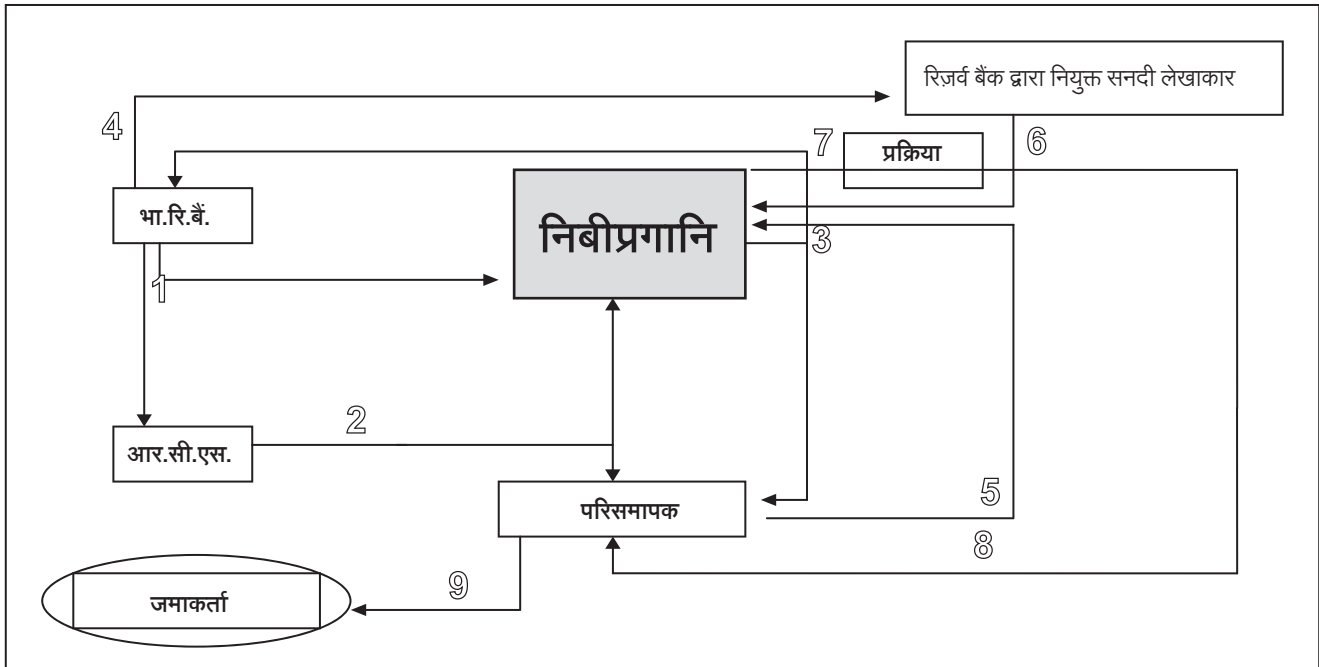 रिज़र्व बैंक द्वारा नियुक्त सनदी लेखाकार
4
7
प्रक्रिया
6
भा.रि.बैं.
निबीप्रगानि
3
1
2
आर.सी.एस.
परिसमापक
5
8
9
जमाकर्ता